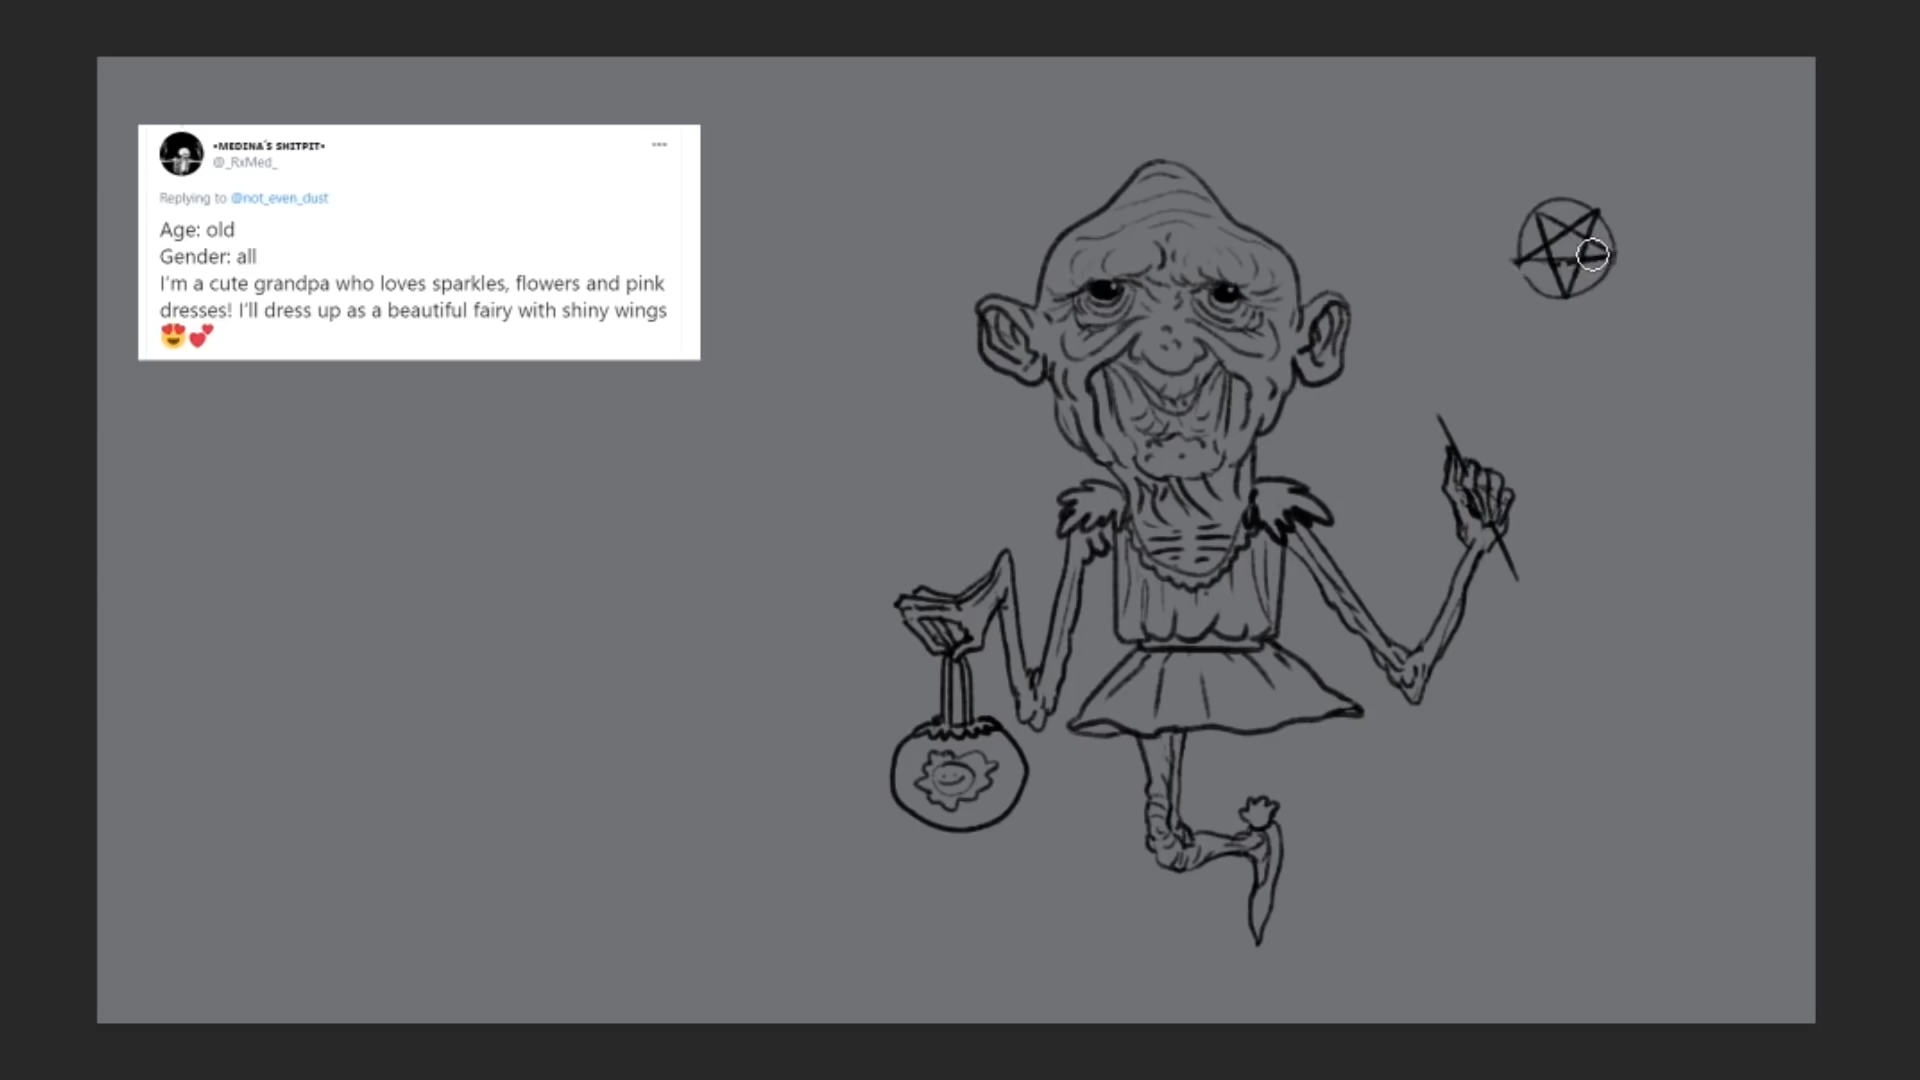 •MEDINA'S SHITPIT•
@_RxMed_
Replying to @not_even_dust
Age: old
Gender: all
I'm a cute grandpa who loves sparkles, flowers and pink
dresses! I'll dress up as a beautiful fairy with shiny wings
😍💕